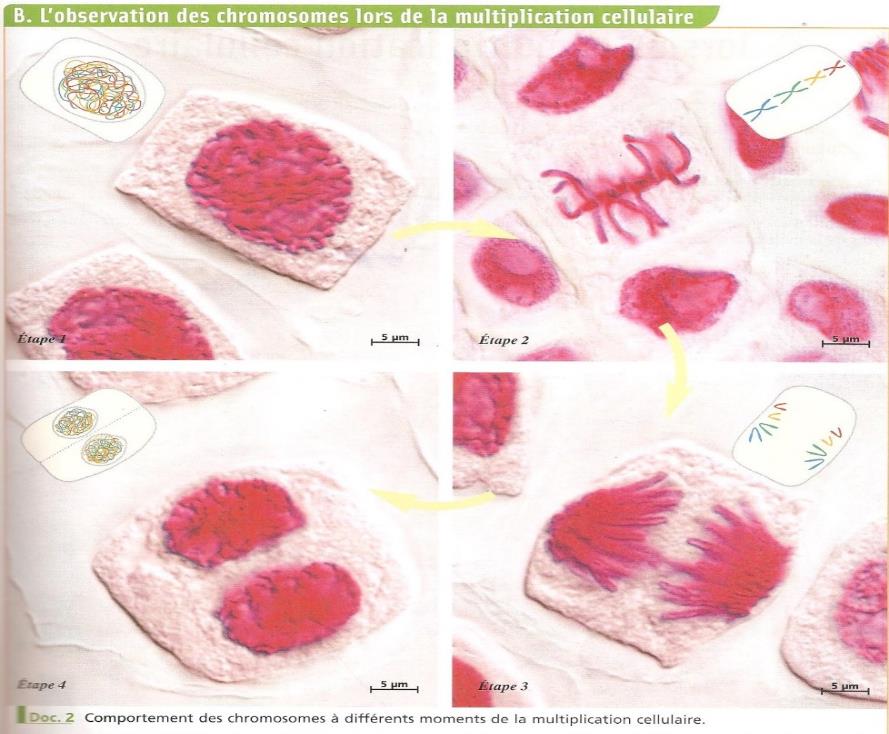 B. L'observation des chromosomes lors de la multiplication cellulaire
Étape 1
5 µm
Étape 2
5 µm
Étape 4
5 µm
Étape 3
5 µm
Doc. 2 Comportement des chromosomes à différents moments de la multiplication cellulaire.